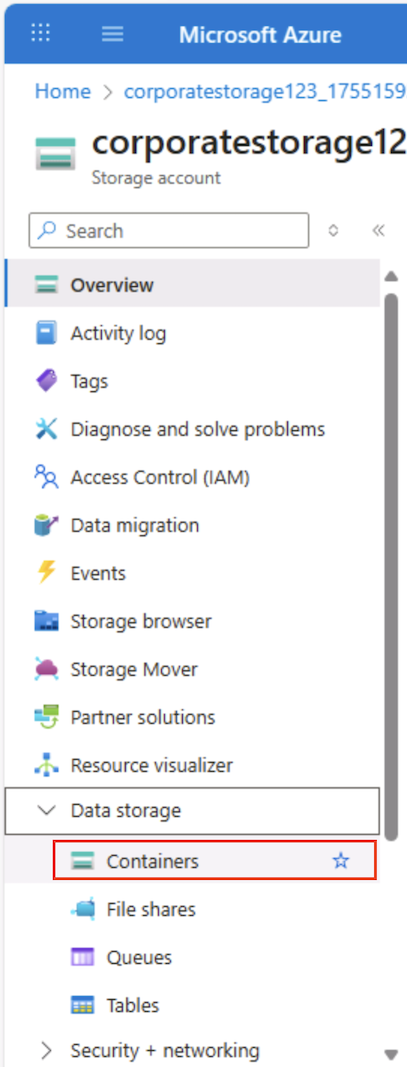 Microsoft Azure
Home > corporatestorage123_1755159
corporatestorage12
Storage account
Search
Overview
Activity log
Tags
Diagnose and solve problems
Access Control (IAM)
Data migration
Events
Storage browser
Storage Mover
Partner solutions
Resource visualizer
Data storage
Containers
File shares
Queues
Tables
Security + networking